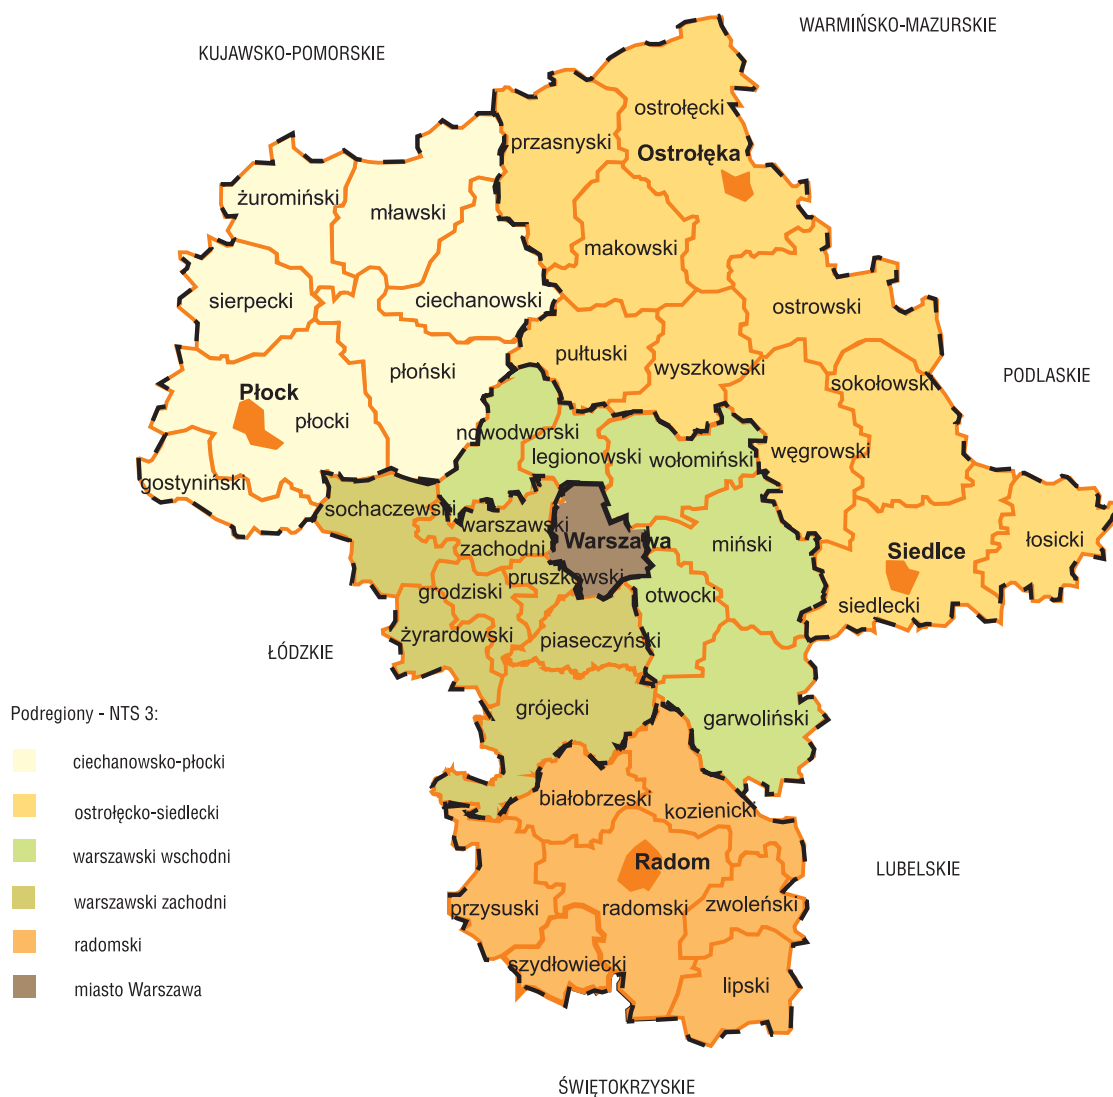 WARMIŃSKO-MAZURSKIE
KUJAWSKO-POMORSKIE
ostrołęcki
przasnyski
Ostrołęka
żuromiński
mławski
makowski
sierpecki
ciechanowski
ostrowski
pułtuski
wyszkowski
płoński
sokołowski
PODLASKIE
Płock
płocki
nowodworski
legionowski
wołomiński
węgrowski
gostyniński
sochaczewski
warszawski
zachodni
Warszawa
miński
Siedlce
łosicki
pruszkowski
grodziski
otwocki
siedlecki
żyrardowski
piaseczyński
ŁÓDZKIE
grójecki
garwoliński
Podregiony - NTS 3:
ciechanowsko-płocki
ostrołęcko-siedlecki
warszawski wschodni
warszawski zachodni
radomski
miasto Warszawa
białobrzeski
kozienicki
Radom
LUBELSKIE
przysuski
radomski
zwoleński
szydłowiecki
lipski
ŚWIĘTOKRZYSKIE